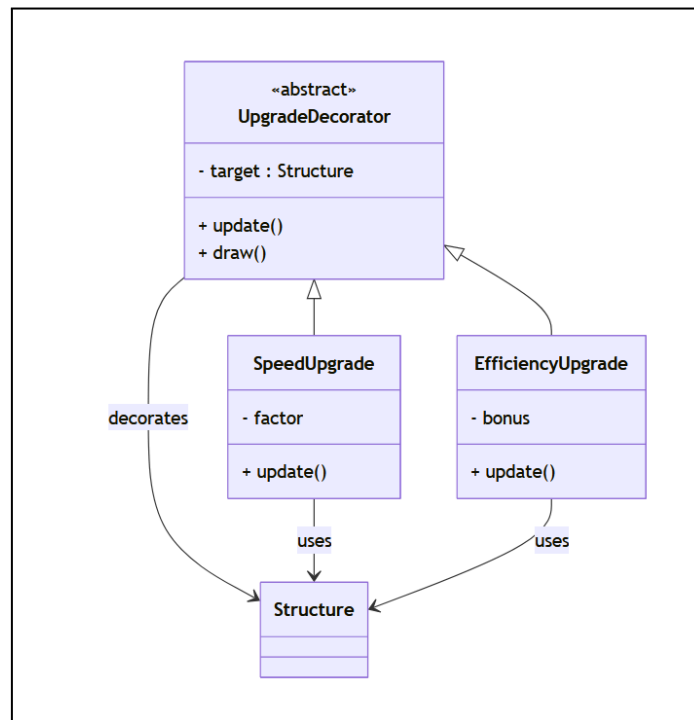 «abstract»
UpgradeDecorator
- target : Structure
+ update()
+ draw()
SpeedUpgrade
- factor
+ update()
EfficiencyUpgrade
- bonus
+ update()
decorates
uses
uses
Structure